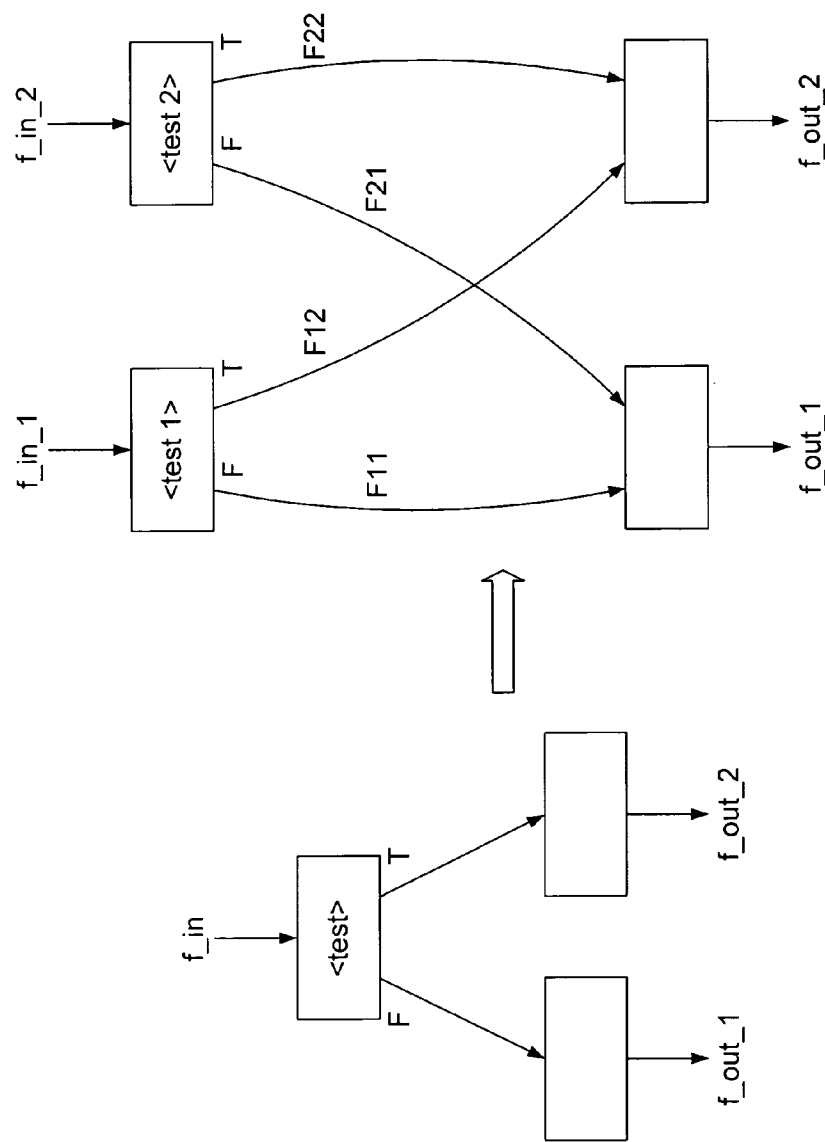 f_in
<test>
F
T
f_out_1
f_out_2
f_in_1
f_in_2
<test 1>
<test 2>
F
T
F
T
F11
F12
F21
F22
f_out_1
f_out_2